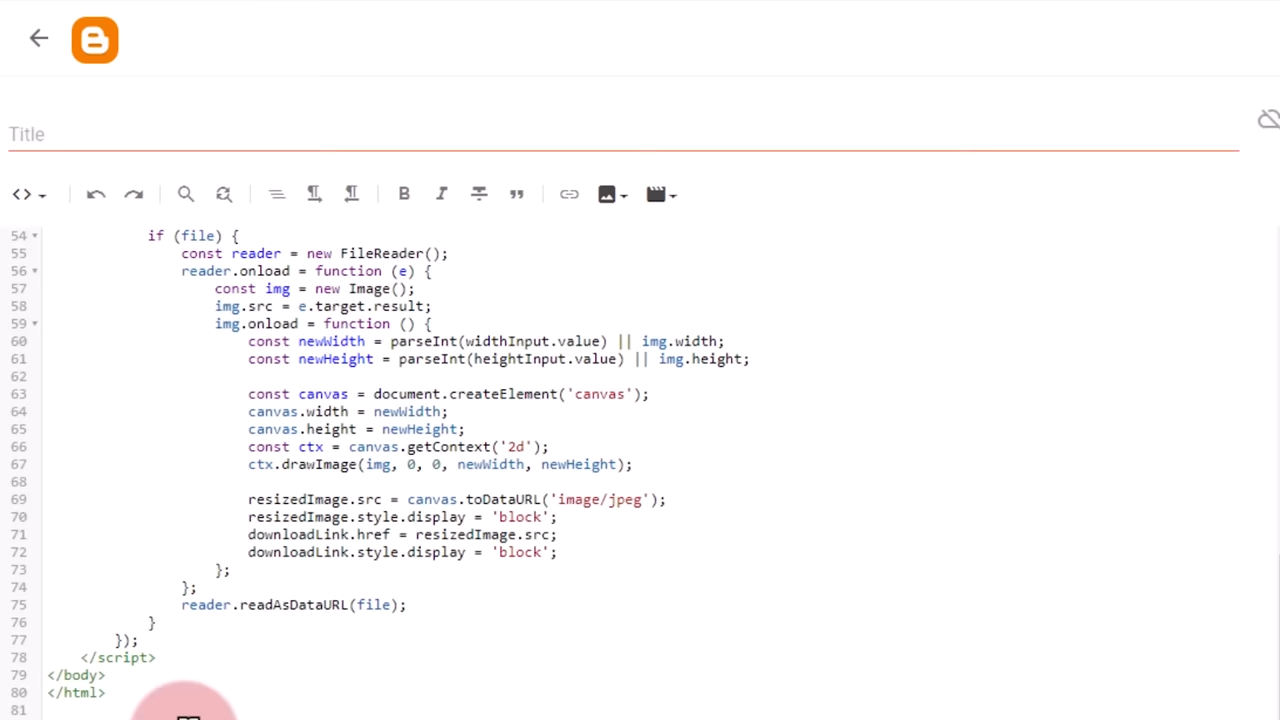 Title
54 if (file) {
55 const reader = new FileReader();
56 reader.onload = function (e) {
57 const img = new Image();
58 img.src = e.target.result;
59 img.onload = function () {
60 const newWidth = parseInt(widthInput.value) || img.width;
61 const newHeight = parseInt(heightInput.value) || img.height;
62
63 const canvas = document.createElement('canvas');
64 canvas.width = newWidth;
65 canvas.height = newHeight;
66 const ctx = canvas.getContext('2d');
67 ctx.drawImage(img, 0, 0, newWidth, newHeight);
68
69 resizedImage.src = canvas.toDataURL('image/jpeg');
70 resizedImage.style.display = 'block';
71 downloadLink.href = resizedImage.src;
72 downloadLink.style.display = 'block';
73 };
74 };
75 reader.readAsDataURL(file);
76 }
77 });
78 </script>
79 </body>
80 </html>
81